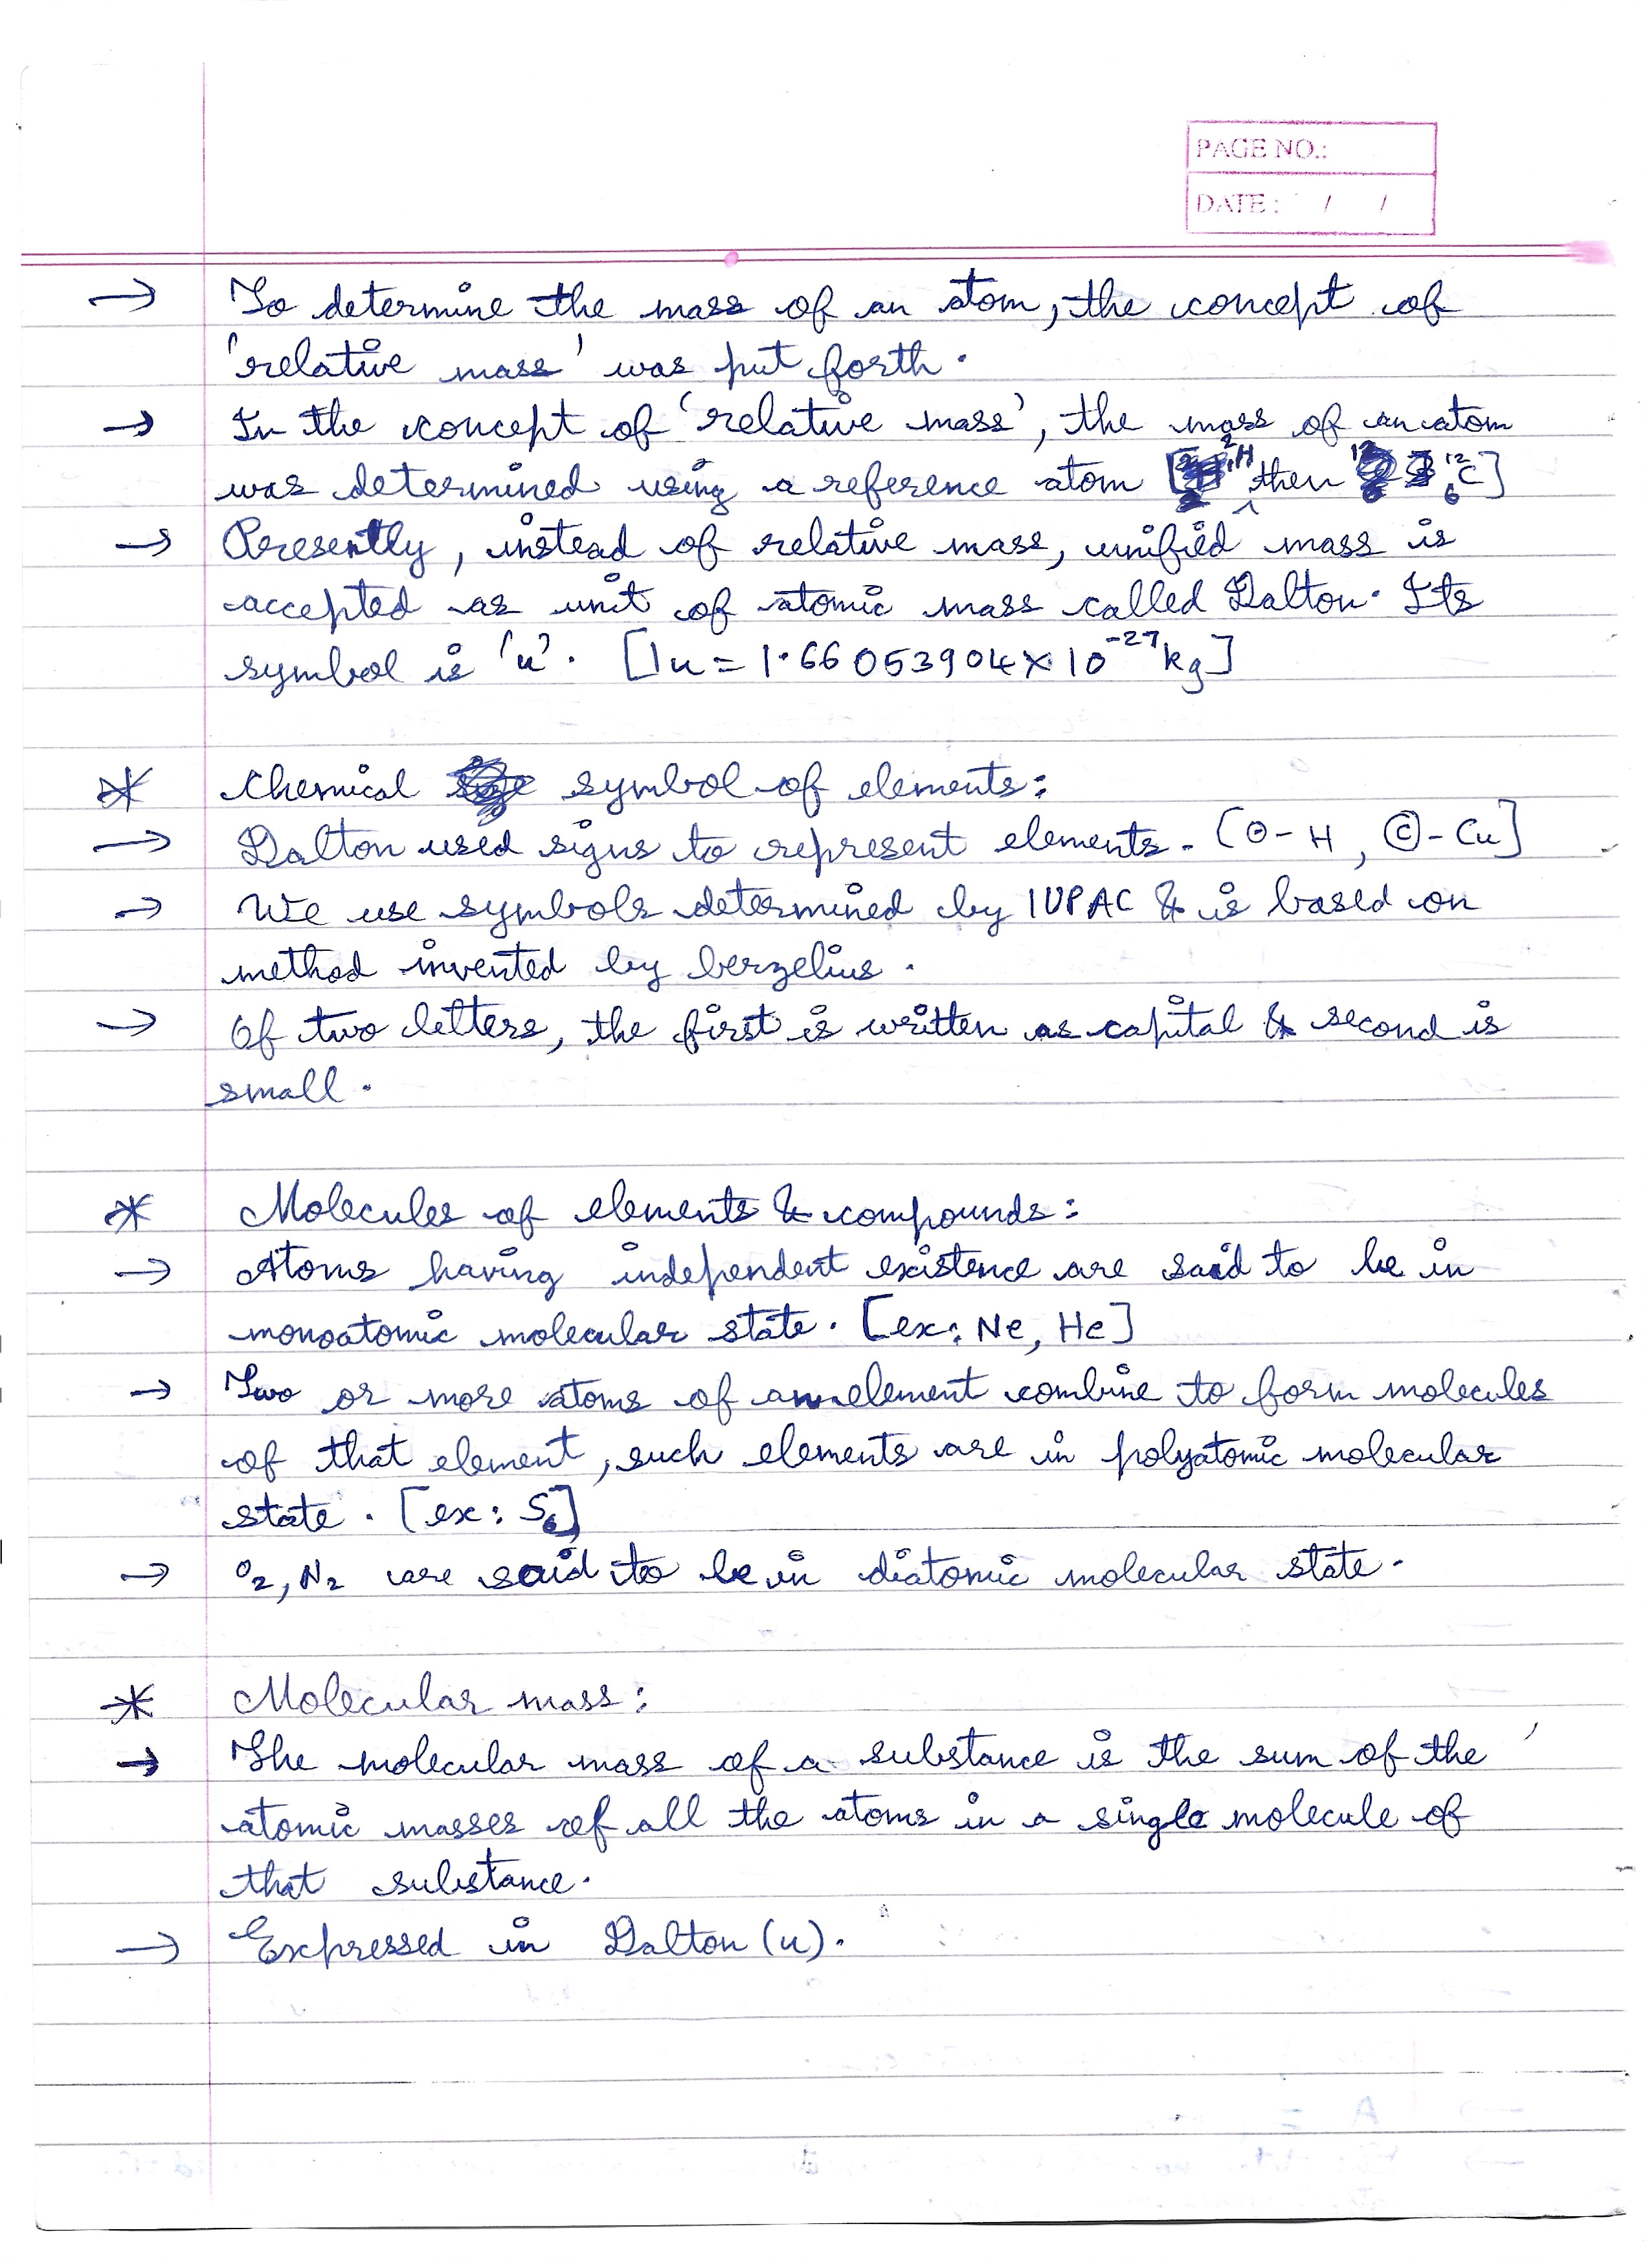 PAGE NO.:
DATE: / /
→ To determine the mass of an atom, the concept of
'relative mass' was put forth.
→ In the concept of 'relative mass', the mass of an atom
was determined using a reference atom [²₁H then ¹²₆C]
→ Presently, instead of relative mass, unified mass is
accepted as unit of atomic mass called Dalton. Its
symbol is 'u'. [1u = 1.66053904 × 10⁻²⁷ kg]
* Chemical symbol of elements:
→ Dalton used signs to represent elements. [⊙ - H, © - Cu]
→ We use symbols determined by IUPAC & is based on
method invented by berzelius.
→ Of two letters, the first is written as capital & second is
small.
* Molecules of elements & compounds:
→ Atoms having independent existence are said to be in
monoatomic molecular state. [ex: Ne, He]
→ Two or more atoms of an element combine to form molecules
of that element, such elements are in polyatomic molecular
state. [ex: S₆]
→ O₂, N₂ are said to be in diatomic molecular state.
* Molecular mass:
→ The molecular mass of a substance is the sum of the
atomic masses of all the atoms in a single molecule of
that substance.
→ Expressed in Dalton (u).